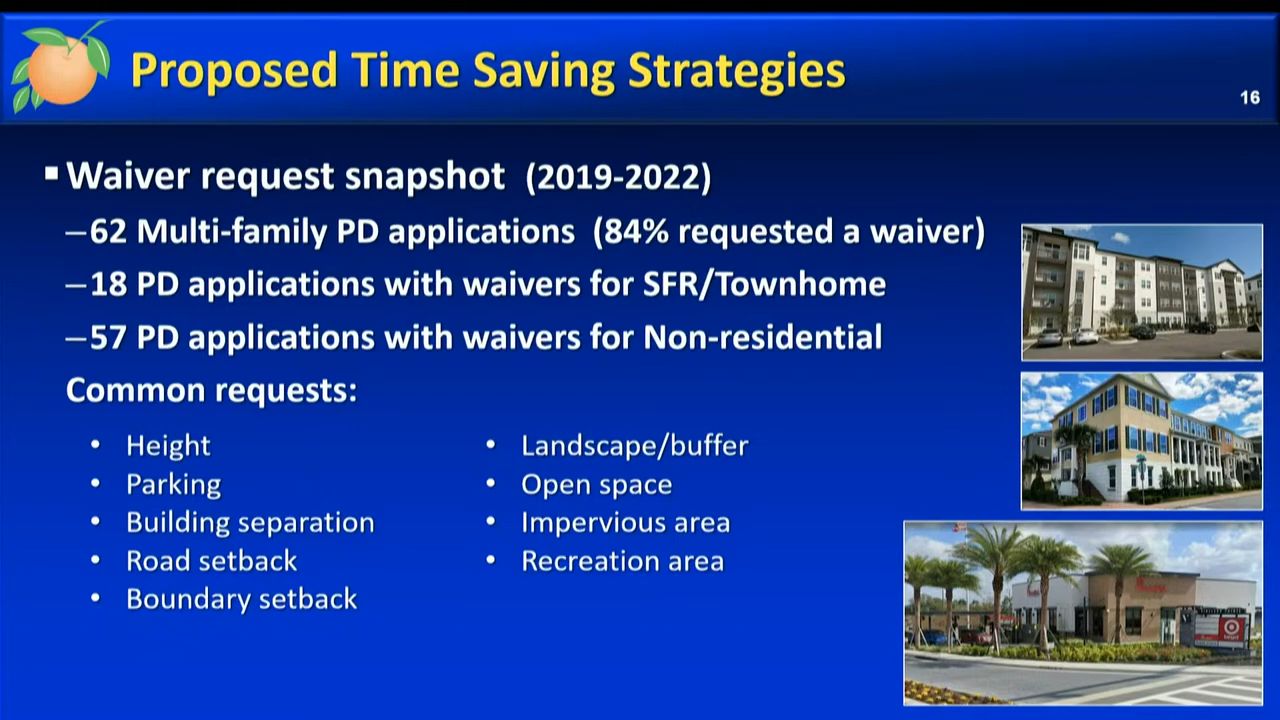 Proposed Time Saving Strategies
16
▪ Waiver request snapshot (2019-2022)
–62 Multi-family PD applications (84% requested a waiver)
–18 PD applications with waivers for SFR/Townhome
–57 PD applications with waivers for Non-residential
Common requests:
• Height
• Parking
• Building separation
• Road setback
• Boundary setback
• Landscape/buffer
• Open space
• Impervious area
• Recreation area